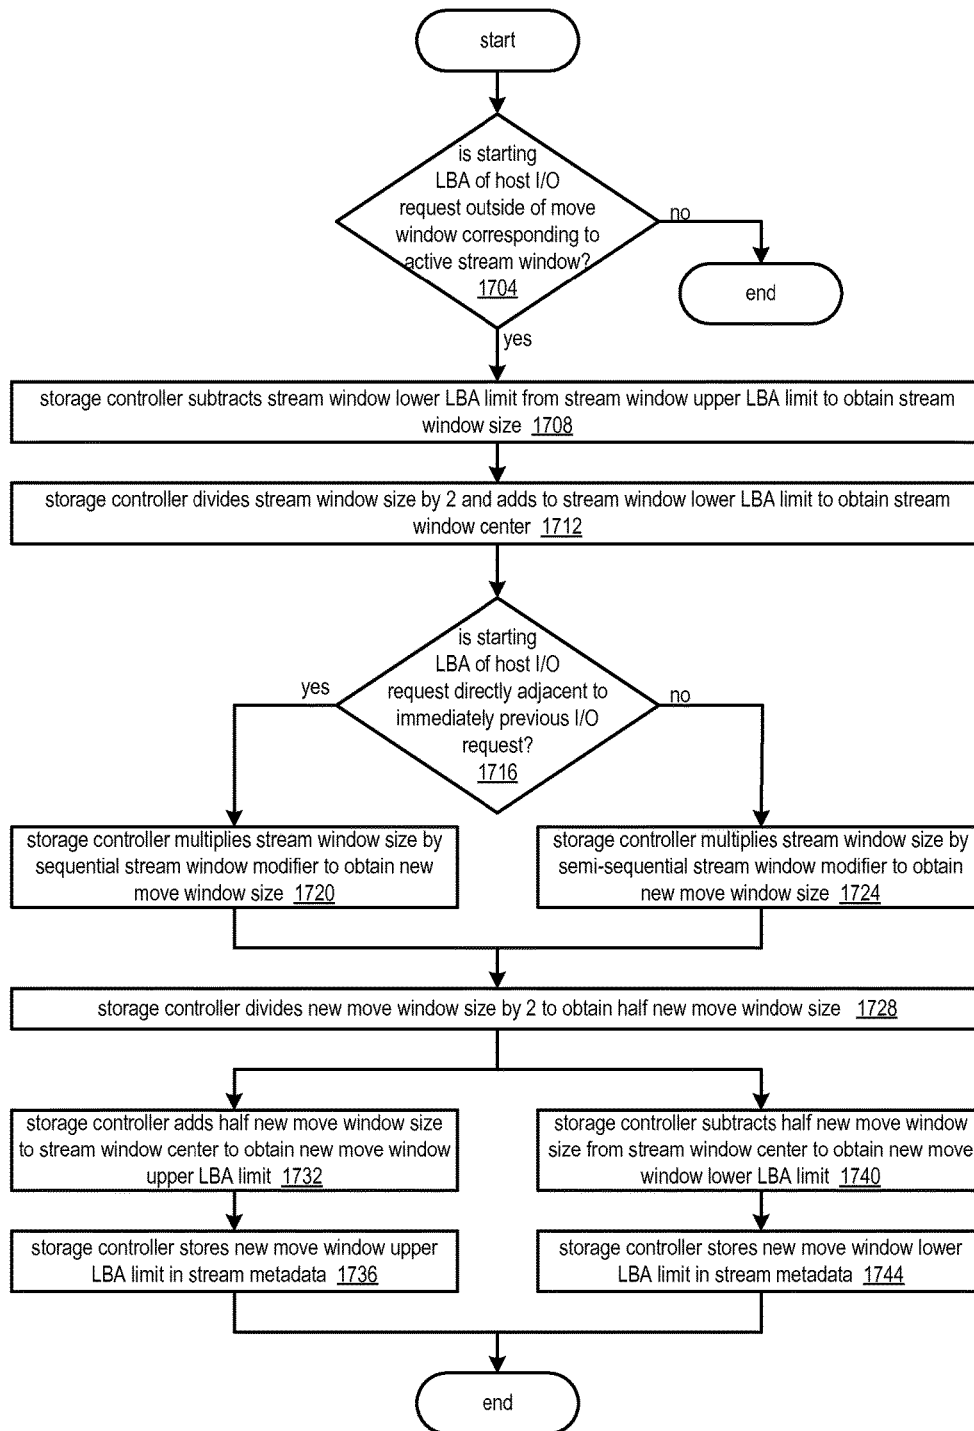 start
is starting
LBA of host I/O
request outside of move
window corresponding to
active stream window?
1704
no
end
yes
storage controller subtracts stream window lower LBA limit from stream window upper LBA limit to obtain stream
window size 1708
storage controller divides stream window size by 2 and adds to stream window lower LBA limit to obtain stream
window center 1712
is starting
LBA of host I/O
request directly adjacent to
immediately previous I/O
request?
1716
yes
no
storage controller multiplies stream window size by
sequential stream window modifier to obtain new
move window size 1720
storage controller multiplies stream window size by
semi-sequential stream window modifier to obtain
new move window size 1724
storage controller divides new move window size by 2 to obtain half new move window size 1728
storage controller adds half new move window size
to stream window center to obtain new move window
upper LBA limit 1732
storage controller subtracts half new move window
size from stream window center to obtain new move
window lower LBA limit 1740
storage controller stores new move window upper
LBA limit in stream metadata 1736
storage controller stores new move window lower
LBA limit in stream metadata 1744
end